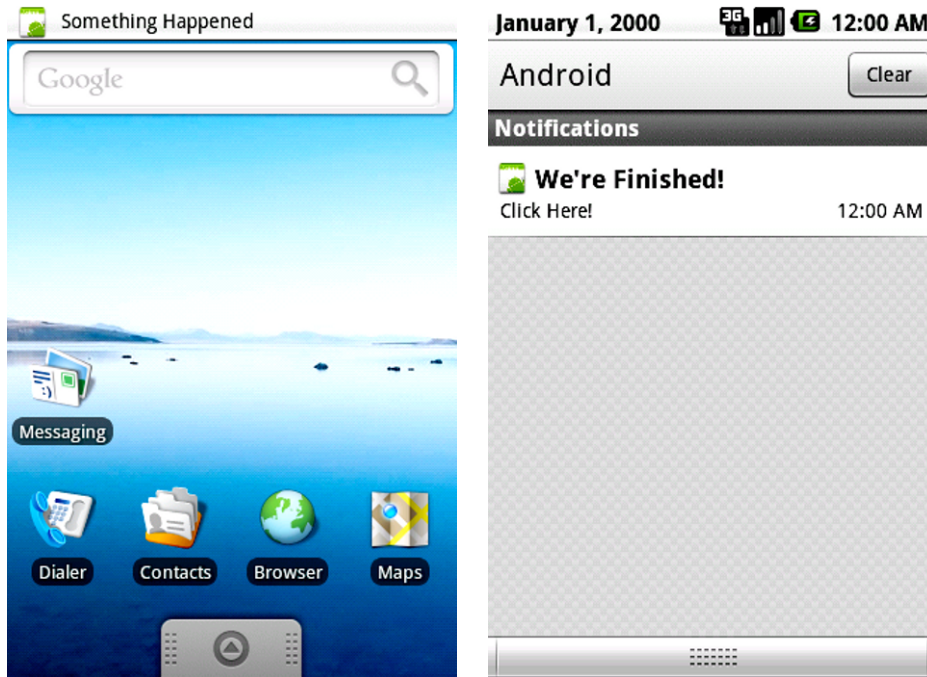 Something Happened
Google
Messaging
Dialer Contacts Browser Maps
January 1, 2000 3G 12:00 AM
Android Clear
Notifications
We're Finished!
Click Here! 12:00 AM